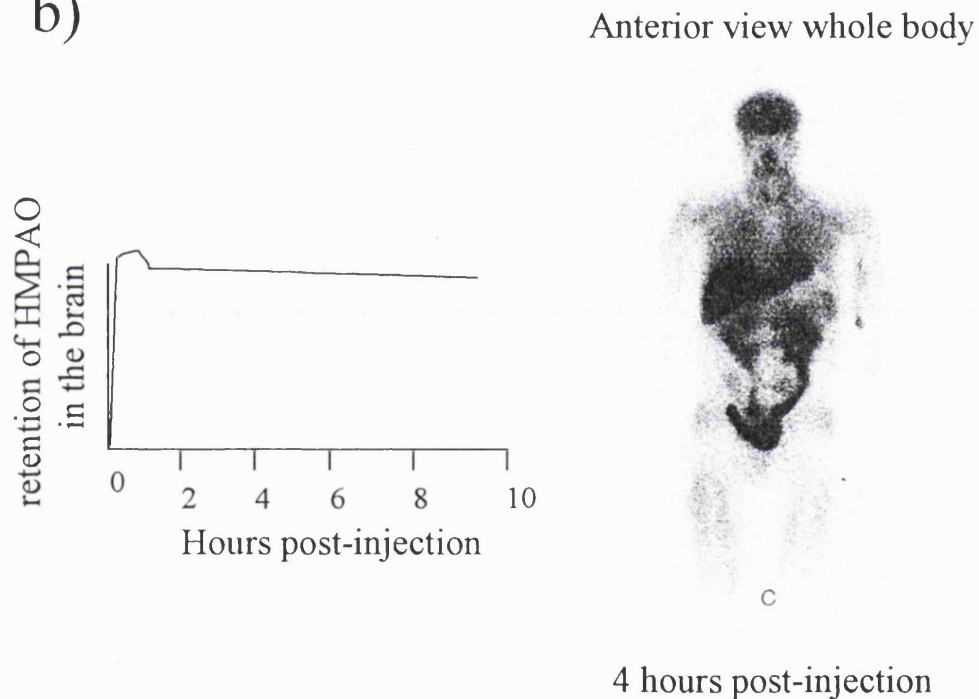 b)
Anterior view whole body
retention of HMPAO
in the brain
0 2 4 6 8 10
Hours post-injection
C
4 hours post-injection